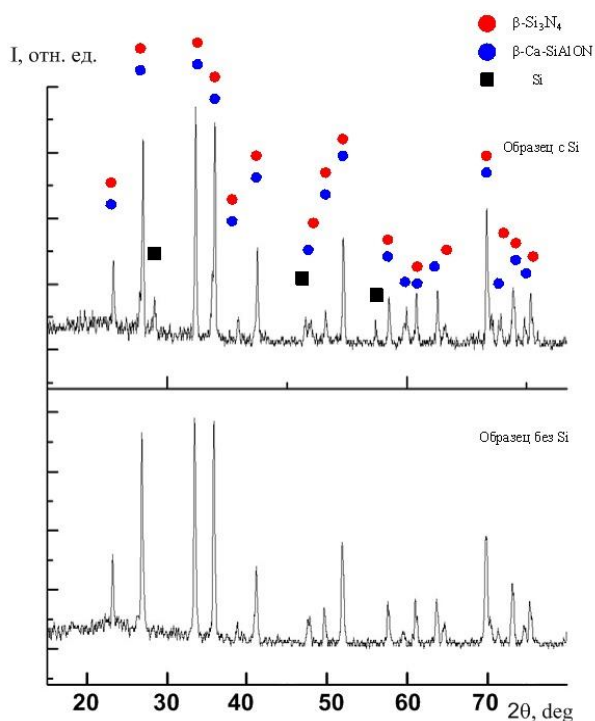 β-Si₃N₄
I, отн. ед.
β-Ca-SiAlON
Si
Образец с Si
Образец без Si
20 30 40 50 60 70 2θ, deg